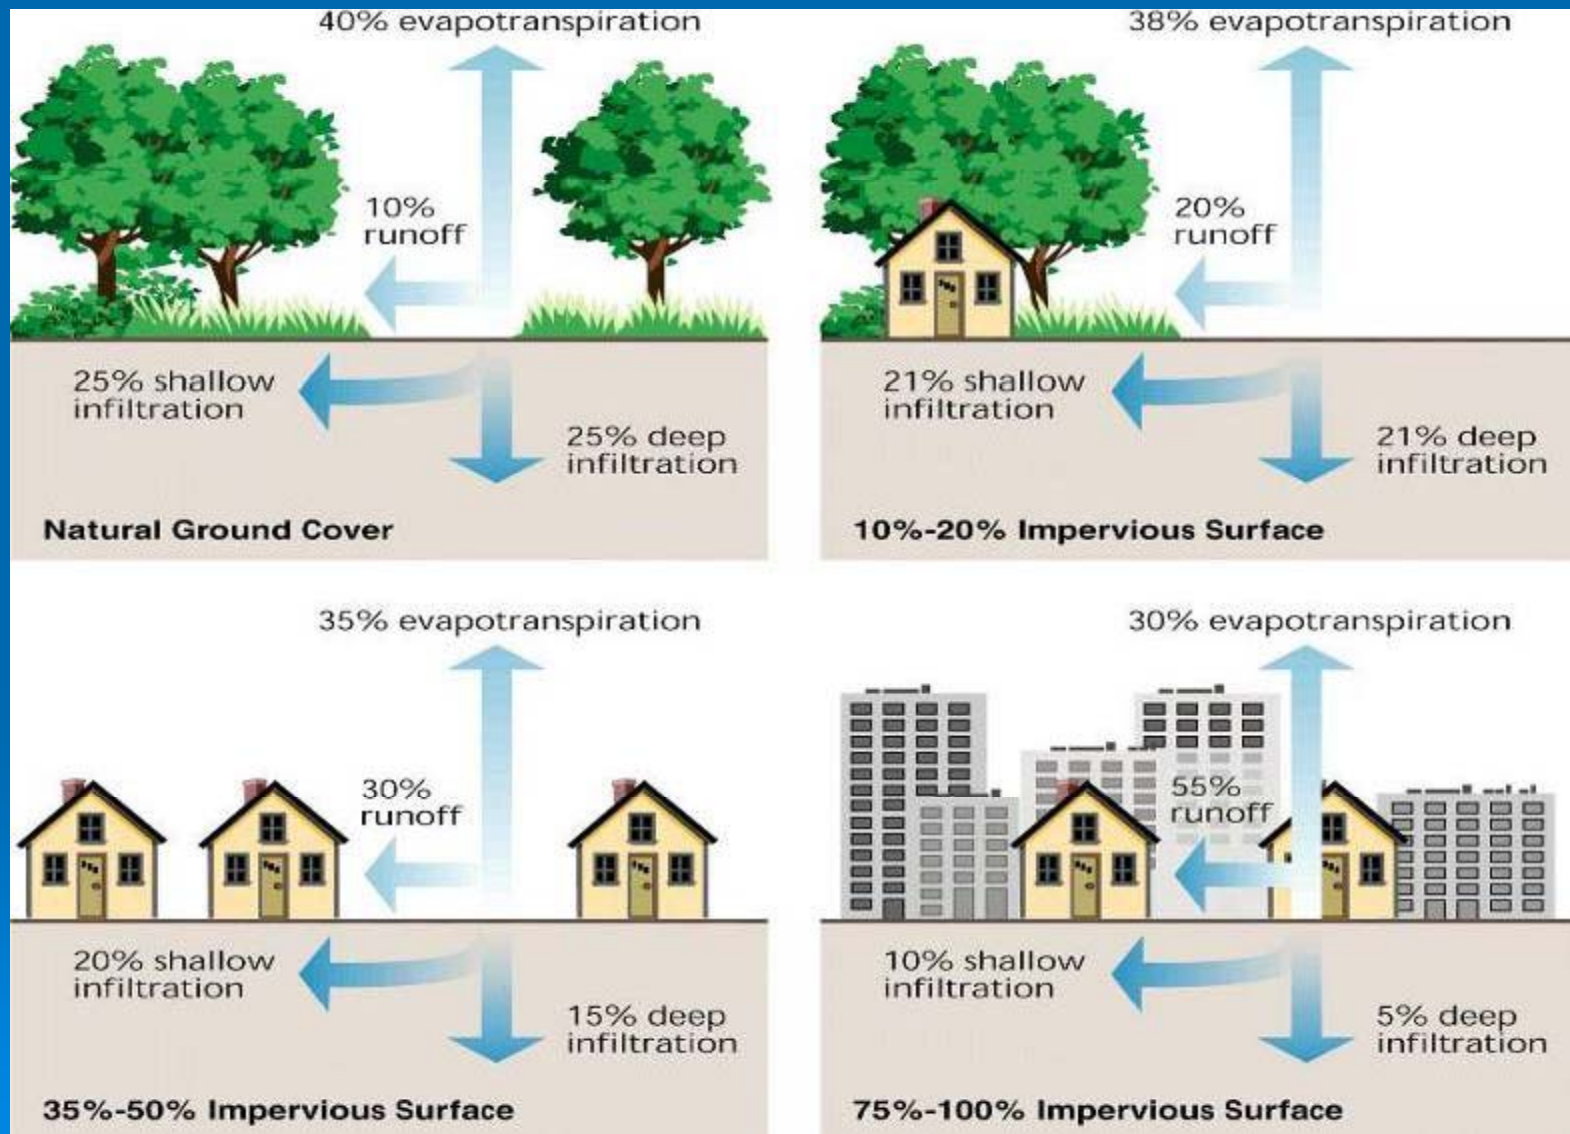 40% evapotranspiration
10%
runoff
25% shallow
infiltration
25% deep
infiltration
Natural Ground Cover
38% evapotranspiration
20%
runoff
21% shallow
infiltration
21% deep
infiltration
10%-20% Impervious Surface
35% evapotranspiration
30%
runoff
20% shallow
infiltration
15% deep
infiltration
35%-50% Impervious Surface
30% evapotranspiration
55%
runoff
10% shallow
infiltration
5% deep
infiltration
75%-100% Impervious Surface